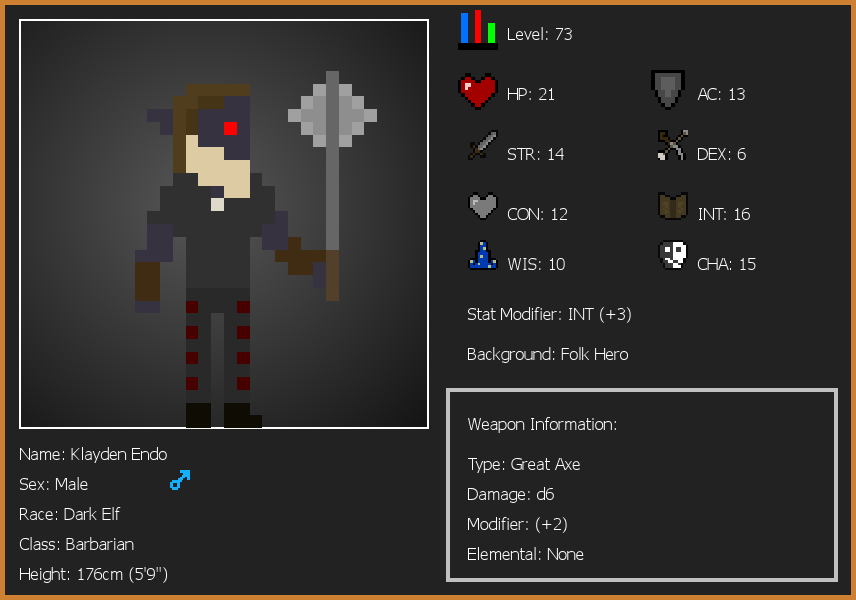 Level: 73
HP: 21
AC: 13
STR: 14
DEX: 6
CON: 12
INT: 16
WIS: 10
CHA: 15
Stat Modifier: INT (+3)
Background: Folk Hero
Weapon Information:
Type: Great Axe
Damage: d6
Modifier: (+2)
Elemental: None
Name: Klayden Endo
Sex: Male
Race: Dark Elf
Class: Barbarian
Height: 176cm (5'9")